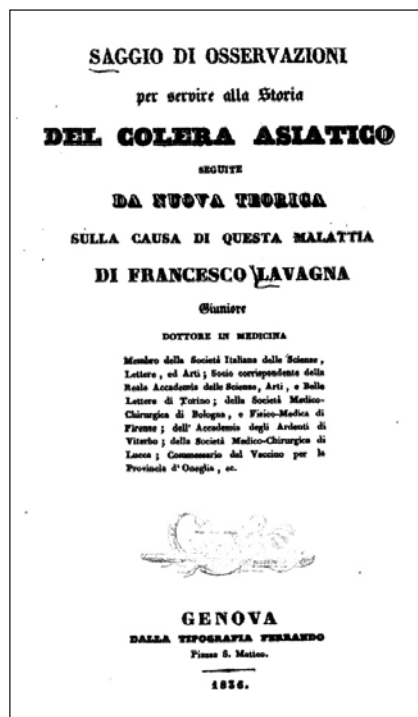 SAGGIO DI OSSERVAZIONI
per servire alla Storia
DEL COLERA ASIATICO
SEGUITE
DA NUOVA TEORICA
SULLA CAUSA DI QUESTA MALATTIA
DI FRANCESCO LAVAGNA
Giuniore
DOTTORE IN MEDICINA
Membro della Società Italiana delle Scienze,
Lettere, ed Arti; Socio corrispondente della
Reale Accademia delle Scienze, Arti, e Belle
Lettere di Torino; della Società Medico-
Chirurgica di Bologna, e Fisico-Medica di
Firenze; dell' Accademia degli Ardenti di
Viterbo; della Società Medico-Chirurgica di
Lucca; Commessario del Vaccino per la
Provincia d' Oneglia, ec.
GENOVA
DALLA TIPOGRAFIA FERRANDO
Piazza S. Matteo.
1836.